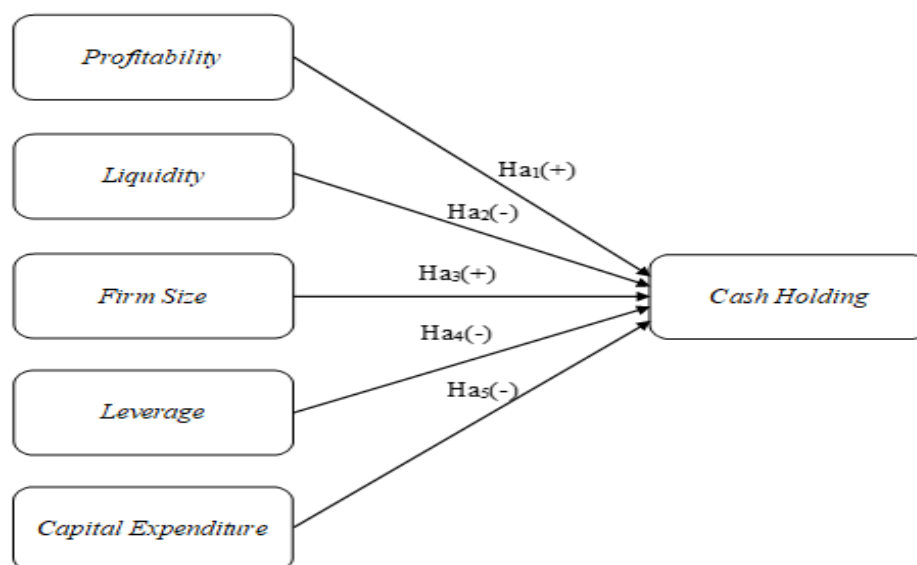 Profitability
Ha₁(+)
Liquidity
Ha₂(-)
Firm Size
Ha₃(+)
Cash Holding
Ha₄(-)
Leverage
Ha₅(-)
Capital Expenditure